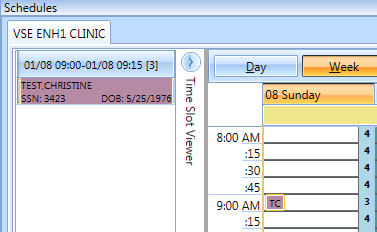 Schedules
VSE ENH1 CLINIC
01/08 09:00-01/08 09:15 [3]
TEST,CHRISTINE
SSN: 3423 DOB: 5/25/1976
Time Slot Viewer
Day Week
08 Sunday
8:00 AM 4
:15 4
:30 4
:45 4
9:00 AM TC 3
:15 4